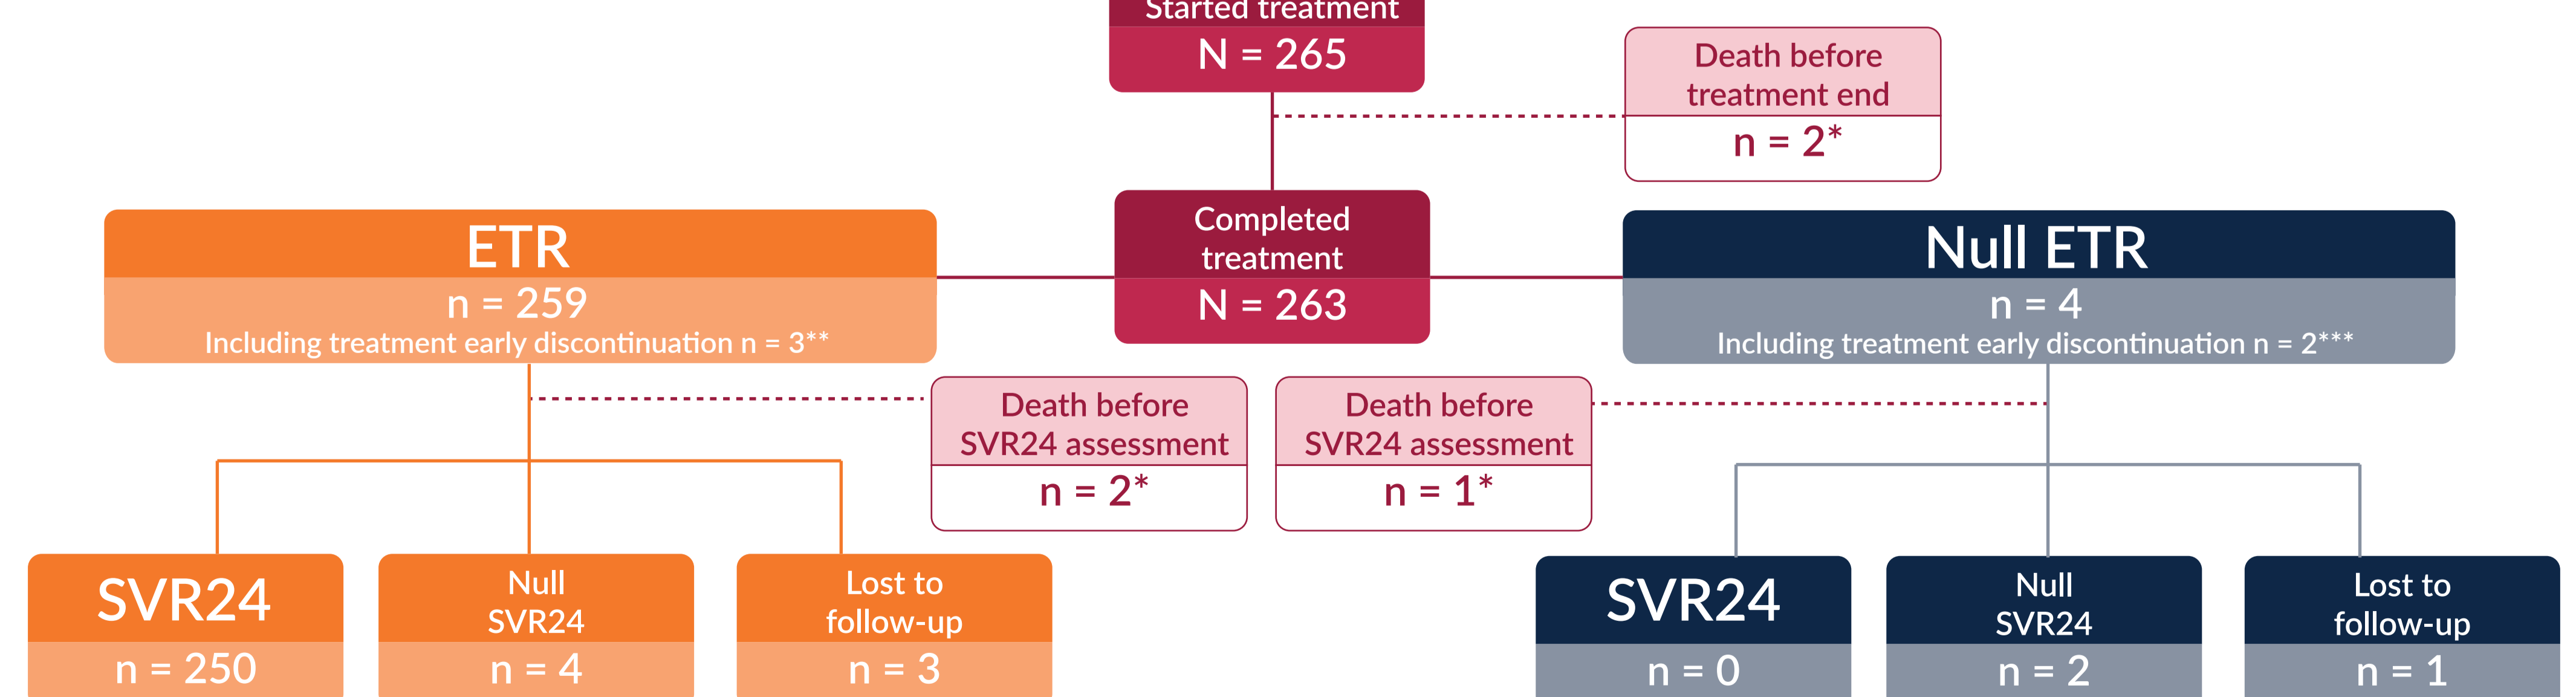 Started treatment
N = 265
Death before
treatment end
n = 2*
Completed
treatment
N = 263
ETR
n = 259
Including treatment early discontinuation n = 3**
Null ETR
n = 4
Including treatment early discontinuation n = 2***
Death before
SVR24 assessment
n = 2*
Death before
SVR24 assessment
n = 1*
SVR24
n = 250
Null
SVR24
n = 4
Lost to
follow-up
n = 3
SVR24
n = 0
Null
SVR24
n = 2
Lost to
follow-up
n = 1